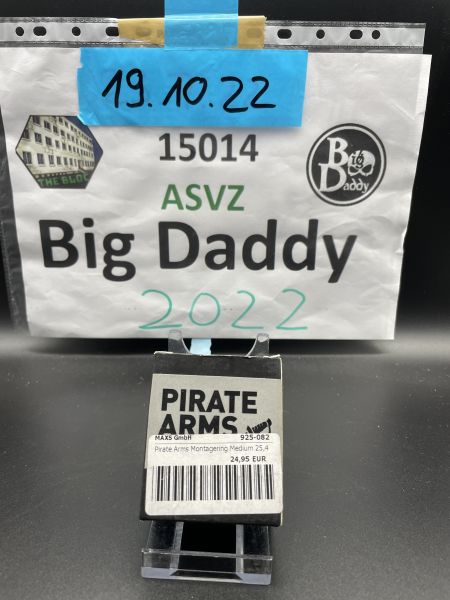 19.10.22
15014
THE BLOC
Big
Daddy
ASVZ
Big Daddy
2022
PIRATE
ARMS
MAXS GmbH 925-082
Pirate Arms Montagering Medium 25,4
24,95 EUR